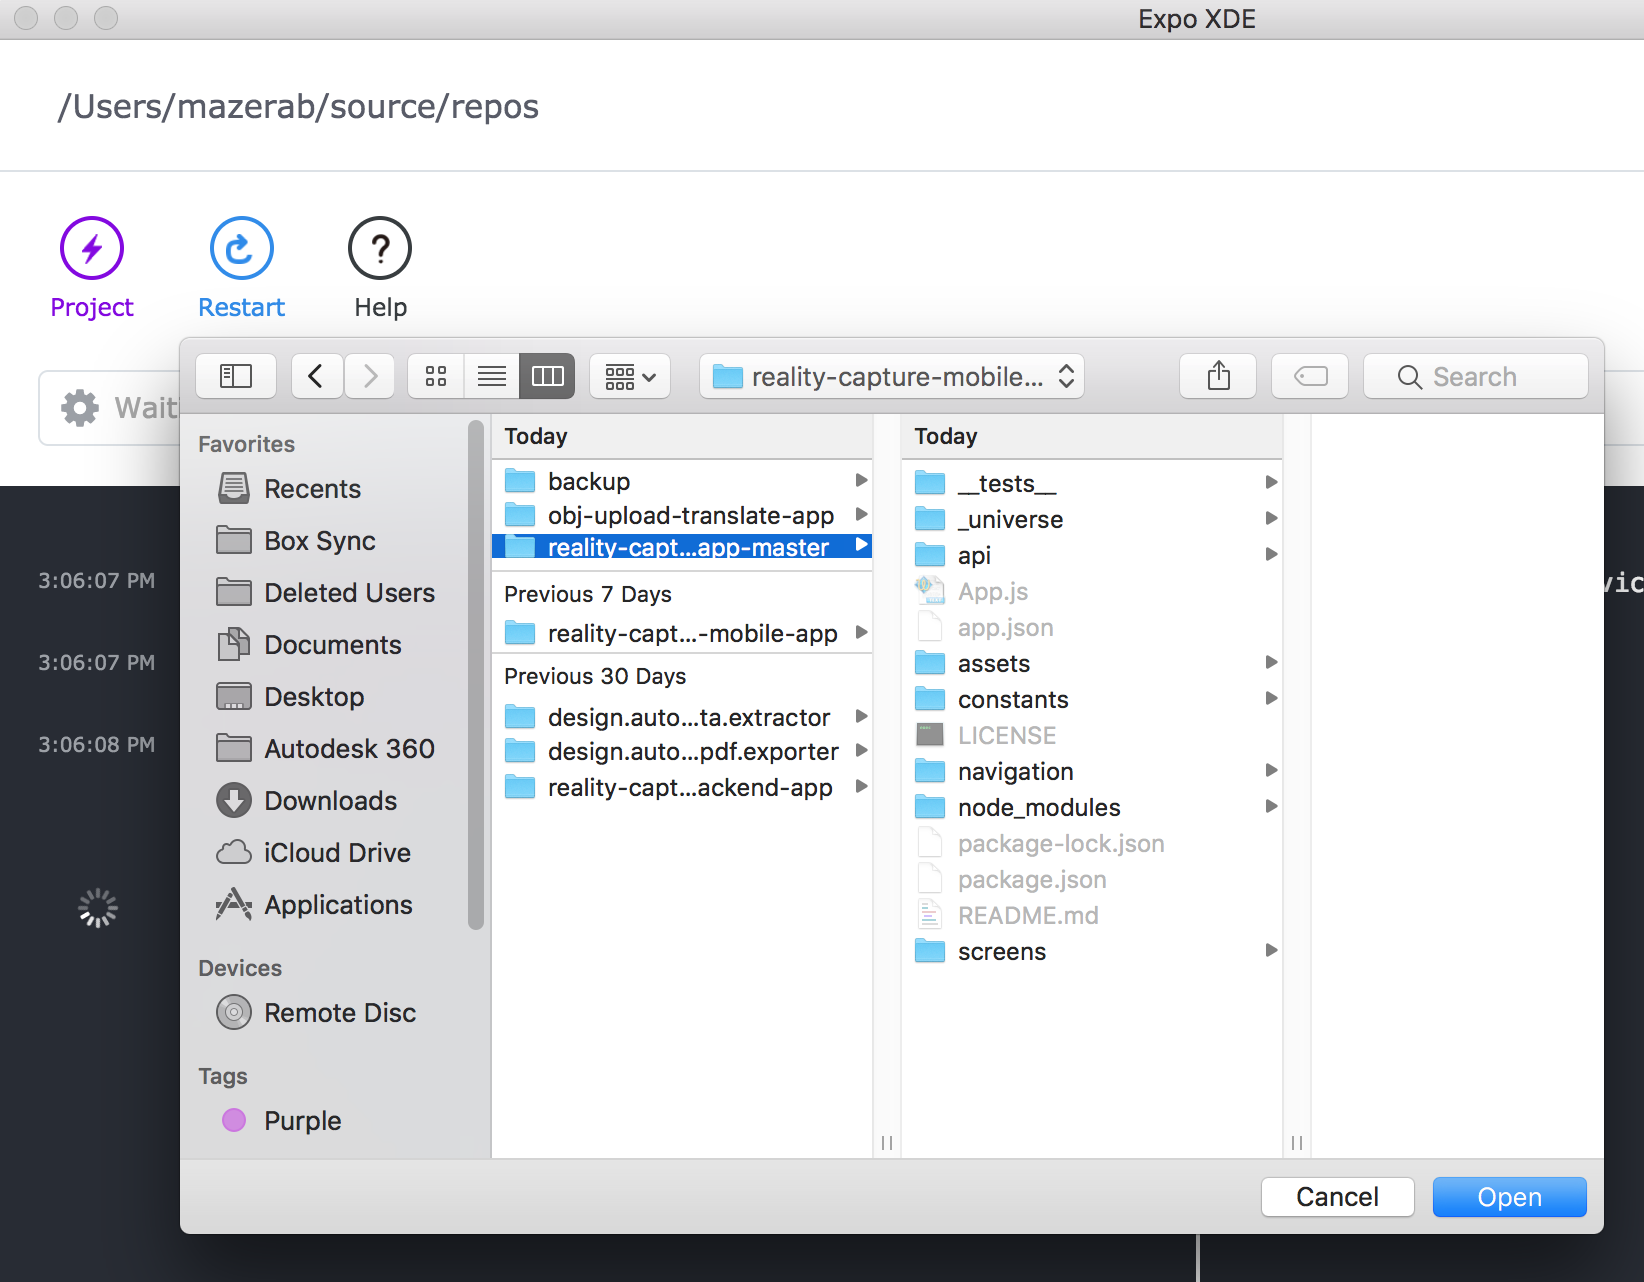 Expo XDE
/Users/mazerab/source/repos
Project
Restart
Help
reality-capture-mobile...
Search
Wait
Favorites
Recents
Box Sync
Deleted Users
Documents
Desktop
Autodesk 360
Downloads
iCloud Drive
Applications
Devices
Remote Disc
Tags
Purple
Today
backup
obj-upload-translate-app
reality-capt...app-master
Previous 7 Days
reality-capt...-mobile-app
Previous 30 Days
design.auto...ta.extractor
design.auto...pdf.exporter
reality-capt...ackend-app
Today
__tests__
_universe
api
App.js
app.json
assets
constants
LICENSE
navigation
node_modules
package-lock.json
package.json
README.md
screens
3:06:07 PM
3:06:07 PM
3:06:08 PM
vic
Cancel
Open